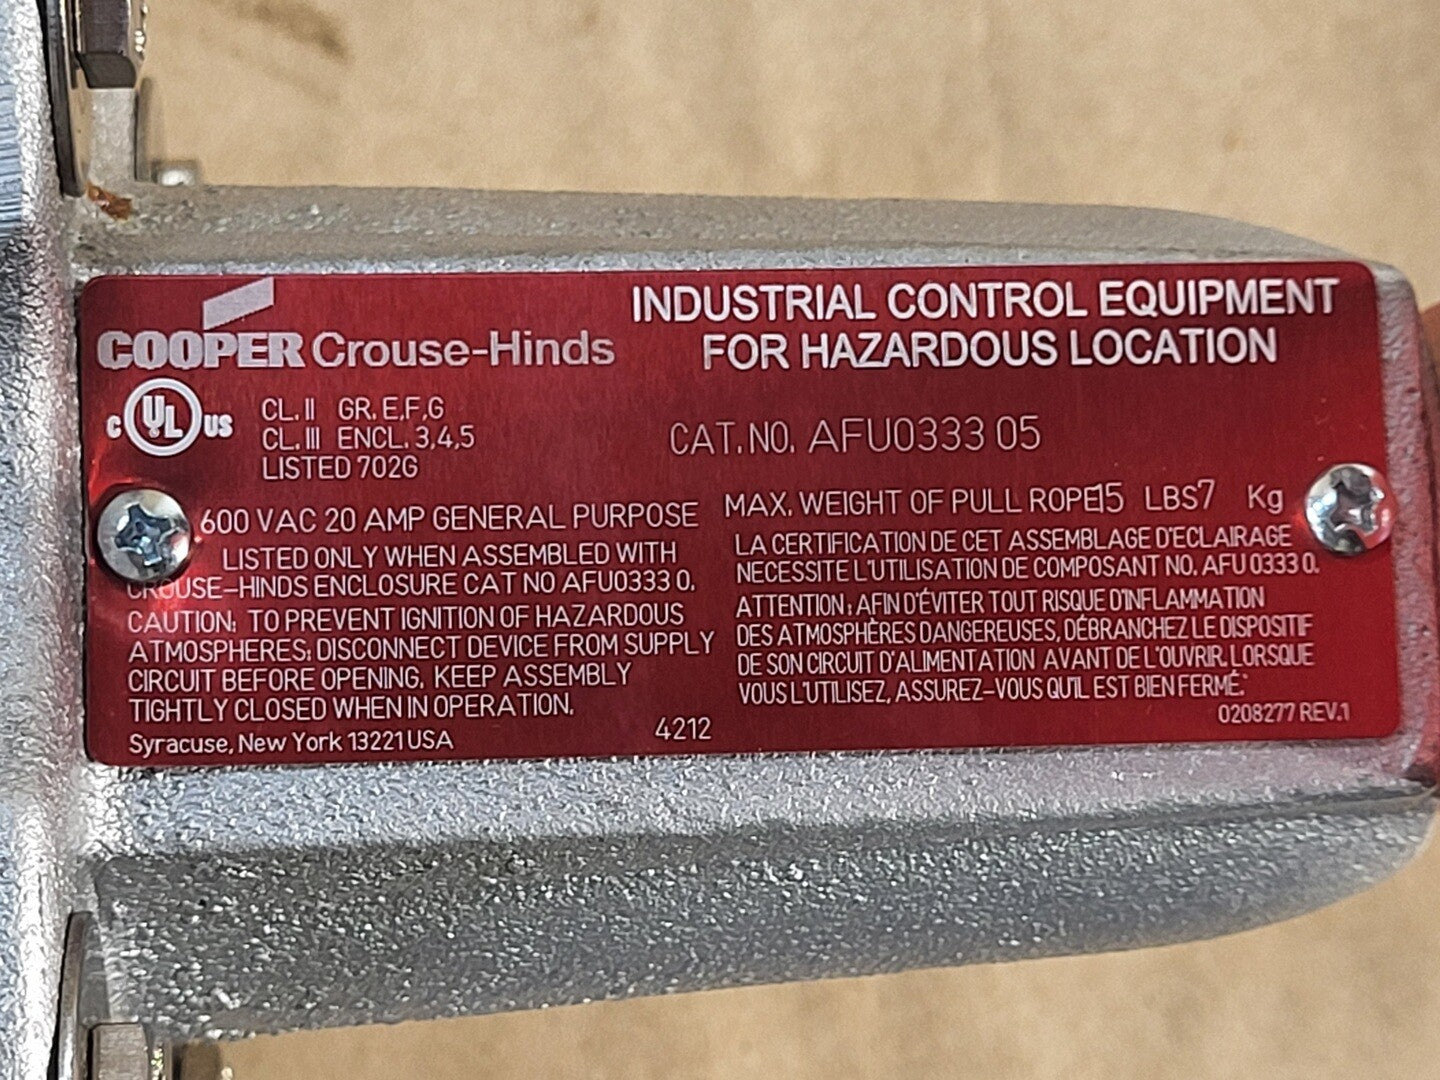 COOPER Crouse-Hinds
INDUSTRIAL CONTROL EQUIPMENT
FOR HAZARDOUS LOCATION
C UL US
CL. II GR. E,F,G
CL. III ENCL. 3,4,5
LISTED 702G
CAT.NO. AFU0333 05
600 VAC 20 AMP GENERAL PURPOSE
LISTED ONLY WHEN ASSEMBLED WITH
CROUSE-HINDS ENCLOSURE CAT NO AFU0333 0.
CAUTION: TO PREVENT IGNITION OF HAZARDOUS
ATMOSPHERES: DISCONNECT DEVICE FROM SUPPLY
CIRCUIT BEFORE OPENING. KEEP ASSEMBLY
TIGHTLY CLOSED WHEN IN OPERATION.
Syracuse, New York 13221 USA
4212
MAX. WEIGHT OF PULL ROPE 15 LBS 7 Kg
LA CERTIFICATION DE CET ASSEMBLAGE D'ECLAIRAGE
NECESSITE L'UTILISATION DE COMPOSANT NO. AFU 0333 0.
ATTENTION: AFIN D'ÉVITER TOUT RISQUE D'INFLAMMATION
DES ATMOSPHÈRES DANGEREUSES, DÉBRANCHEZ LE DISPOSITIF
DE SON CIRCUIT D'ALIMENTATION AVANT DE L'OUVRIR. LORSQUE
VOUS L'UTILISEZ, ASSUREZ-VOUS QU'IL EST BIEN FERMÉ.
0208277 REV.1